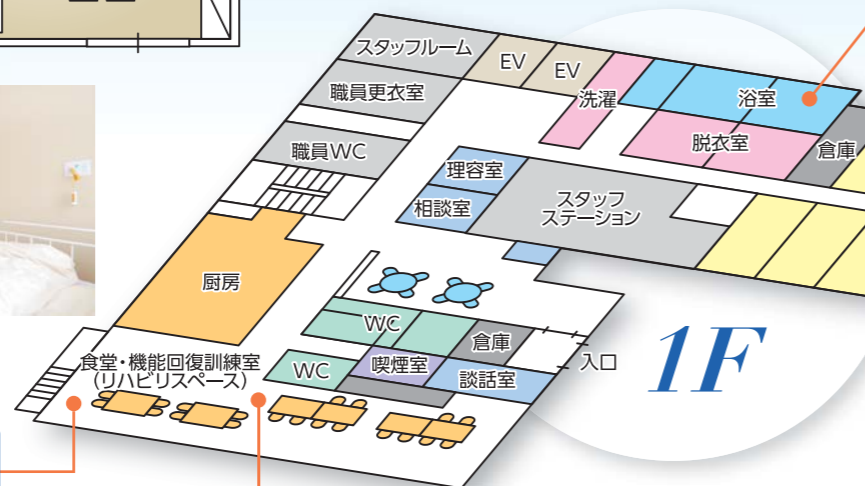 スタッフルーム
EV
EV
洗濯
浴室
職員更衣室
脱衣室
倉庫
職員WC
理容室
相談室
スタッフ
ステーション
厨房
WC
倉庫
入口
1F
食堂・機能回復訓練室
(リハビリスペース)
WC
喫煙室
談話室